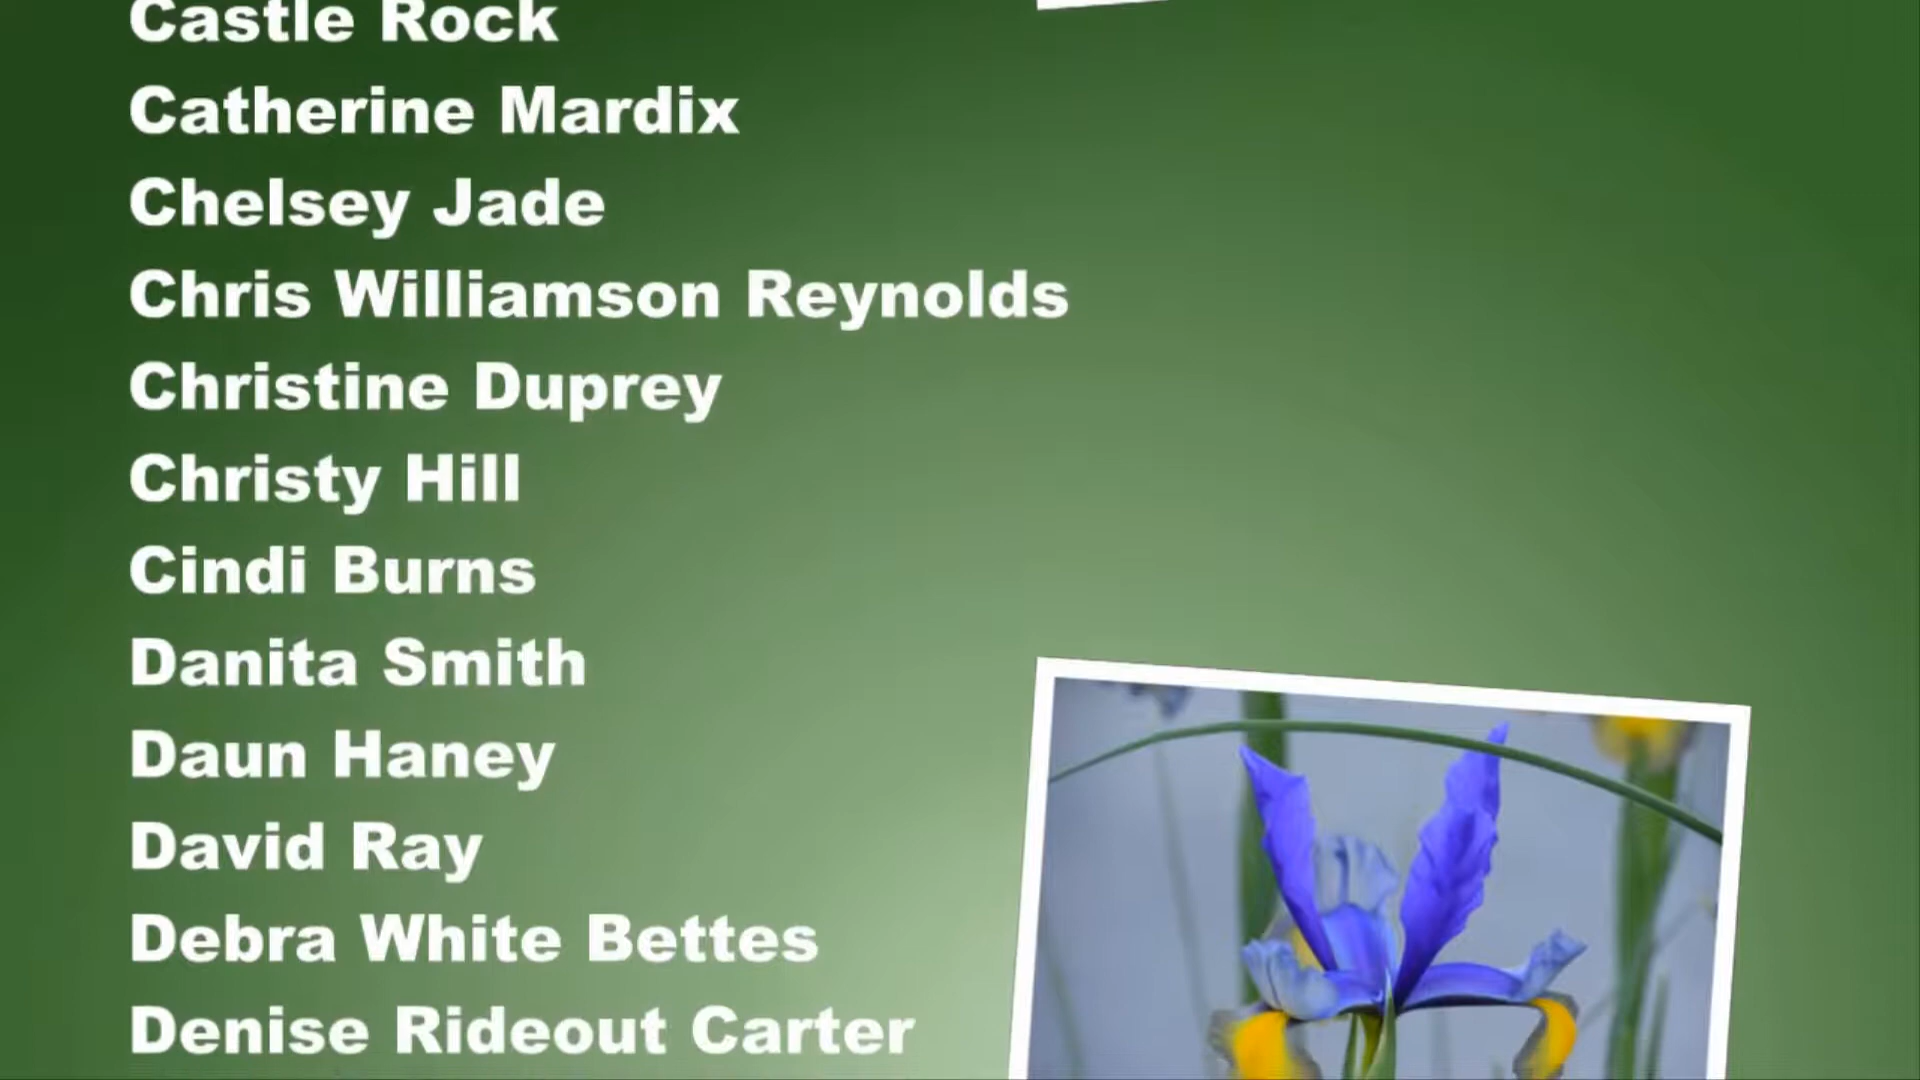 Castle Rock
Catherine Mardix
Chelsey Jade
Chris Williamson Reynolds
Christine Duprey
Christy Hill
Cindi Burns
Danita Smith
Daun Haney
David Ray
Debra White Bettes
Denise Rideout Carter